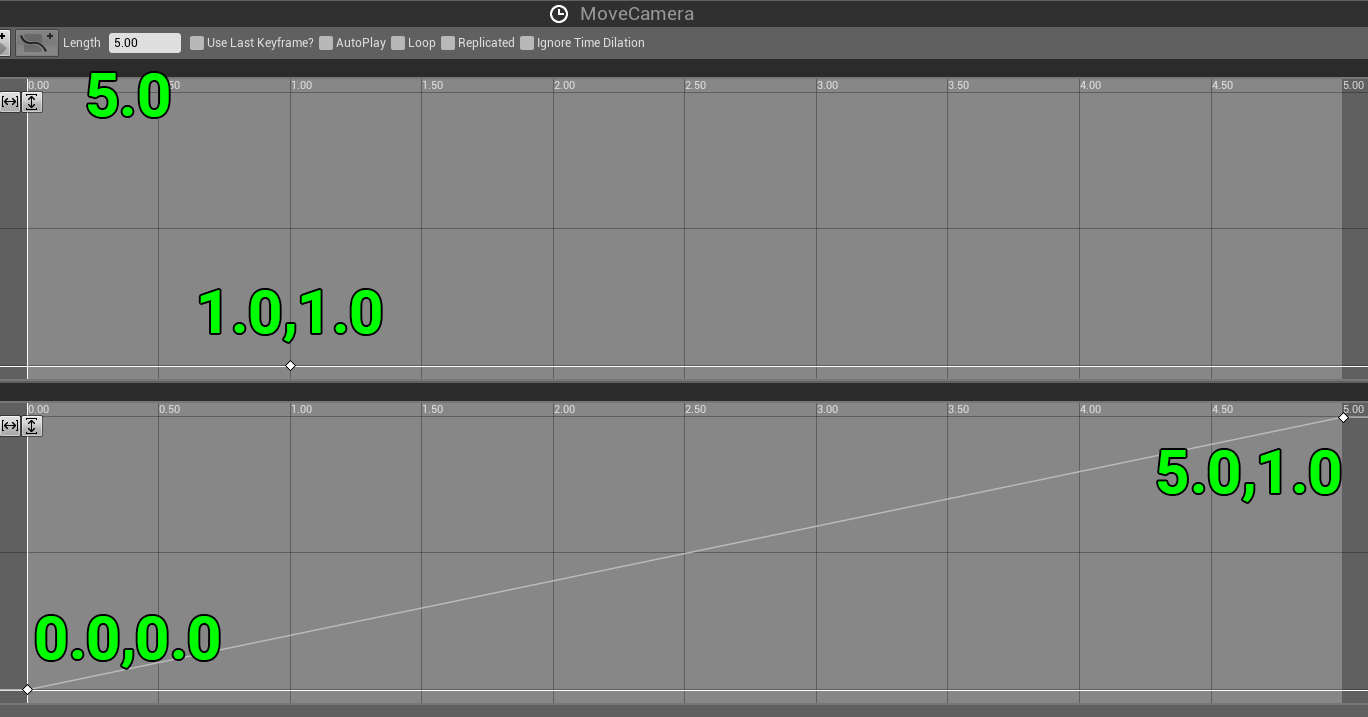 MoveCamera
Length 5.00 Use Last Keyframe? AutoPlay Loop Replicated Ignore Time Dilation
0.00 1.00 1.50 2.00 2.50 3.00 3.50 4.00 4.50 5.00
5.0
1.0,1.0
0.00 0.50 1.00 1.50 2.00 2.50 3.00 3.50 4.00 4.50 5.00
5.0,1.0
0.0,0.0